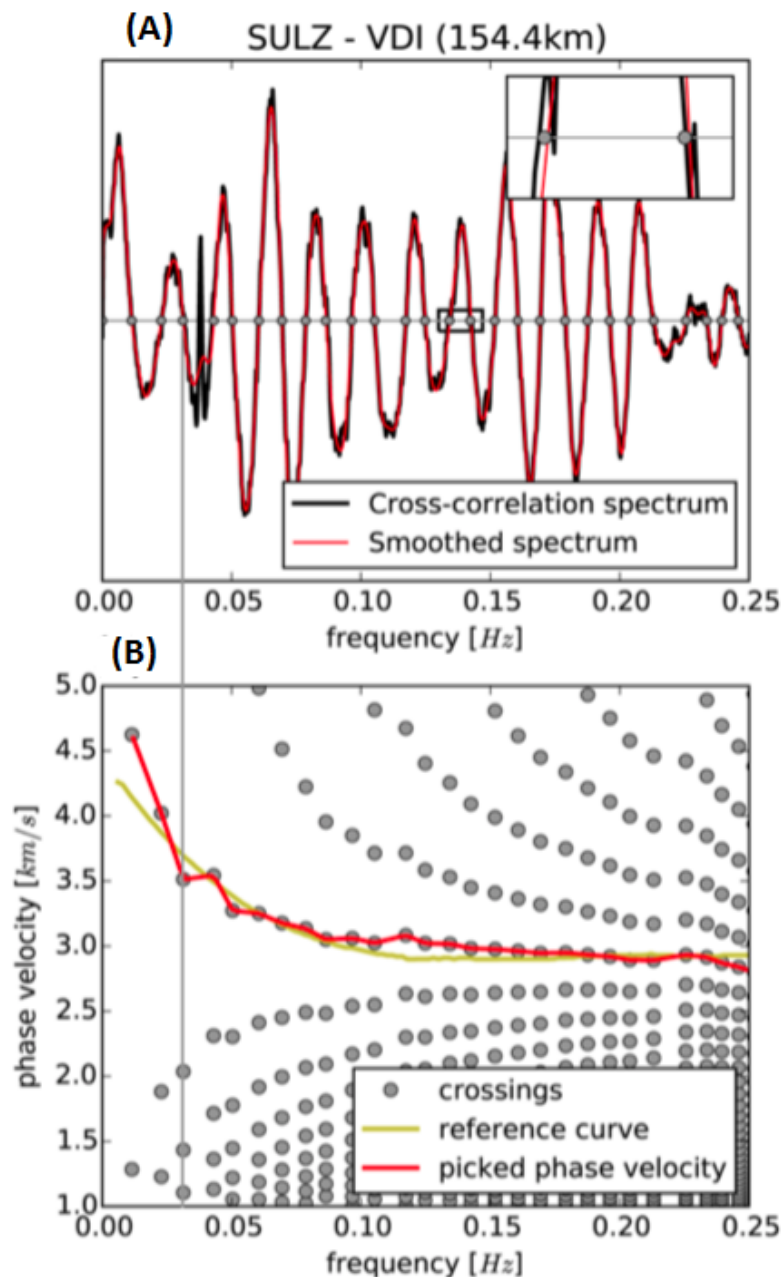 (A)
SULZ - VDI (154.4km)
Cross-correlation spectrum
Smoothed spectrum
0.00 0.05 0.10 0.15 0.20 0.25
frequency [Hz]
(B)
5.0
4.5
4.0
3.5
3.0
2.5
2.0
1.5
1.0
phase velocity [km/s]
crossings
reference curve
picked phase velocity
0.00 0.05 0.10 0.15 0.20 0.25
frequency [Hz]